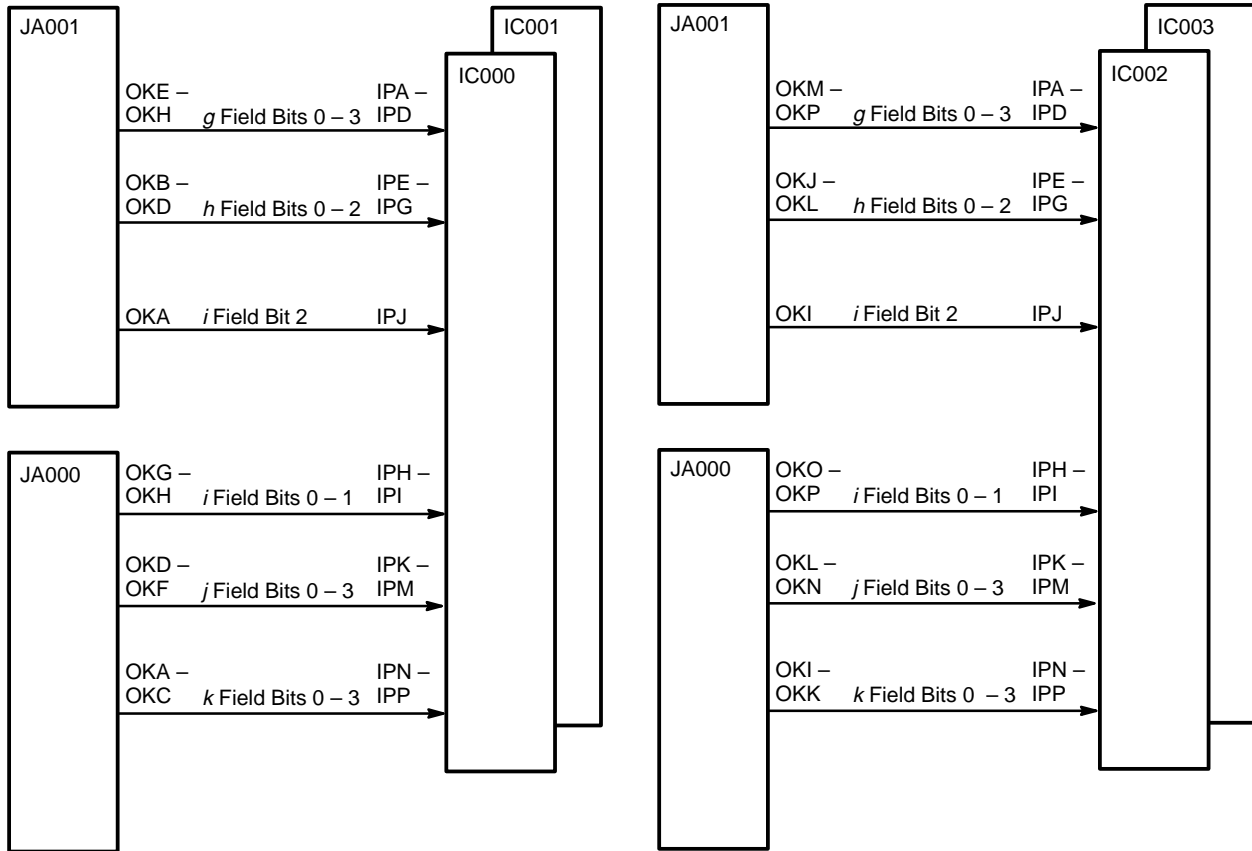 JA001
IC001
IC000
OKE –
OKH
g Field Bits 0 – 3
IPA –
IPD
OKB –
OKD
h Field Bits 0 – 2
IPE –
IPG
OKA
i Field Bit 2
IPJ
JA000
OKG –
OKH
i Field Bits 0 – 1
IPH –
IPI
OKD –
OKF
j Field Bits 0 – 3
IPK –
IPM
OKA –
OKC
k Field Bits 0 – 3
IPN –
IPP
JA001
IC003
IC002
OKM –
OKP
g Field Bits 0 – 3
IPA –
IPD
OKJ –
OKL
h Field Bits 0 – 2
IPE –
IPG
OKI
i Field Bit 2
IPJ
JA000
OKO –
OKP
i Field Bits 0 – 1
IPH –
IPI
OKL –
OKN
j Field Bits 0 – 3
IPK –
IPM
OKI –
OKK
k Field Bits 0 – 3
IPN –
IPP